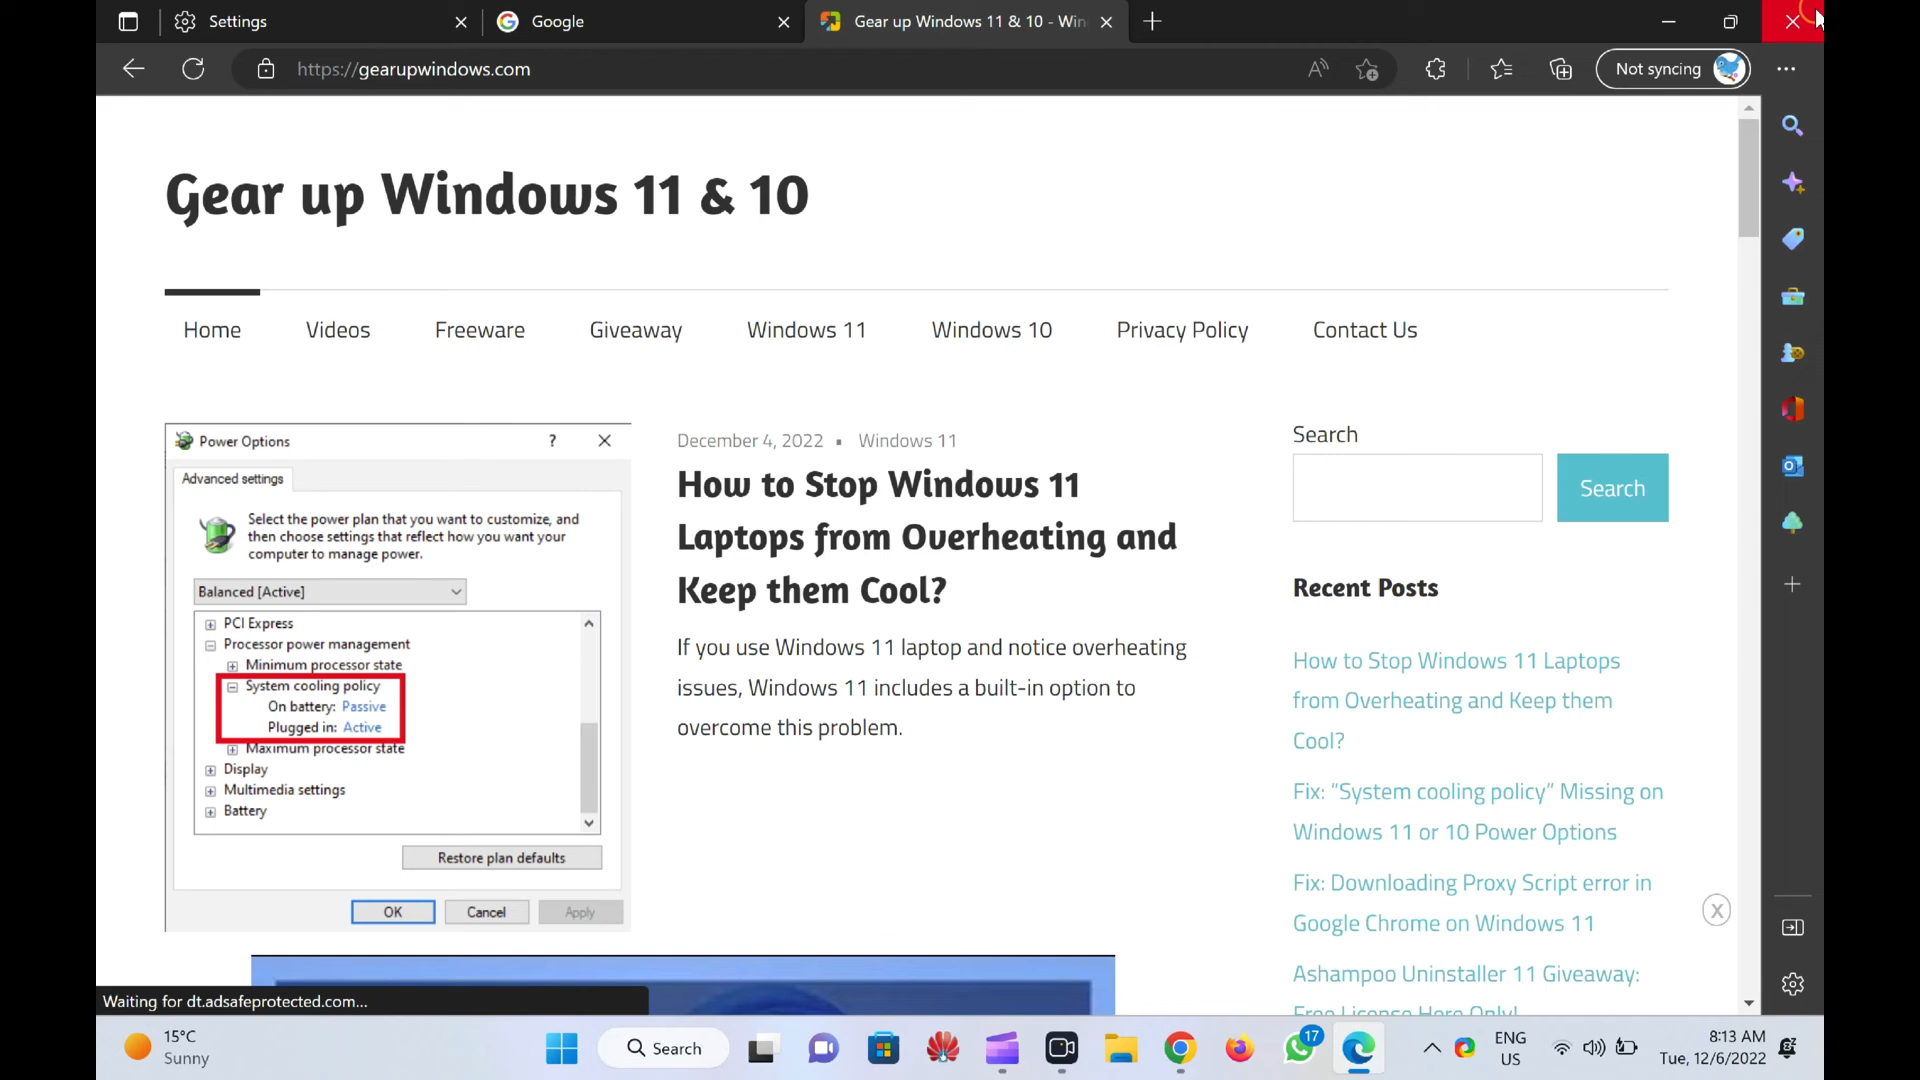 Settings
Google
Gear up Windows 11 & 10 - Win
https://gearupwindows.com
Not syncing
Gear up Windows 11 & 10
Home
Videos
Freeware
Giveaway
Windows 11
Windows 10
Privacy Policy
Contact Us
Power Options
?
Advanced settings
Select the power plan that you want to customize, and
then choose settings that reflect how you want your
computer to manage power.
Balanced [Active]
PCI Express
Processor power management
Minimum processor state
System cooling policy
On battery: Passive
Plugged in: Active
Maximum processor state
Display
Multimedia settings
Battery
Restore plan defaults
OK
Cancel
Apply
December 4, 2022
Windows 11
How to Stop Windows 11
Laptops from Overheating and
Keep them Cool?
If you use Windows 11 laptop and notice overheating
issues, Windows 11 includes a built-in option to
overcome this problem.
Search
Search
Recent Posts
How to Stop Windows 11 Laptops
from Overheating and Keep them
Cool?
Fix: “System cooling policy” Missing on
Windows 11 or 10 Power Options
Fix: Downloading Proxy Script error in
Google Chrome on Windows 11
Ashampoo Uninstaller 11 Giveaway:
Free License Here Only!
Waiting for dt.adsafeprotected.com...
15°C
Sunny
Search
17
ENG
US
8:13 AM
Tue, 12/6/2022